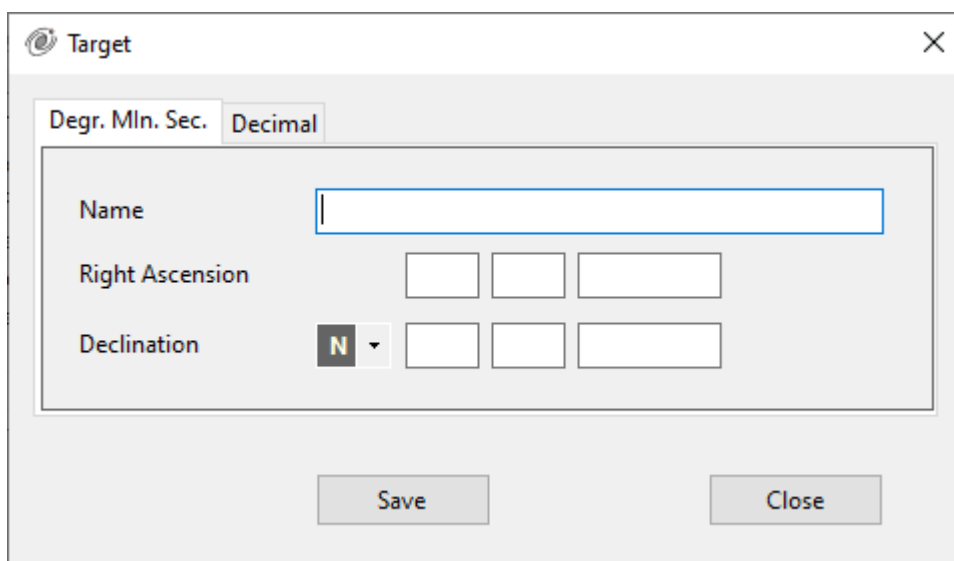 Target
Degr. MIn. Sec. Decimal
Name
Right Ascension
Declination N
Save Close